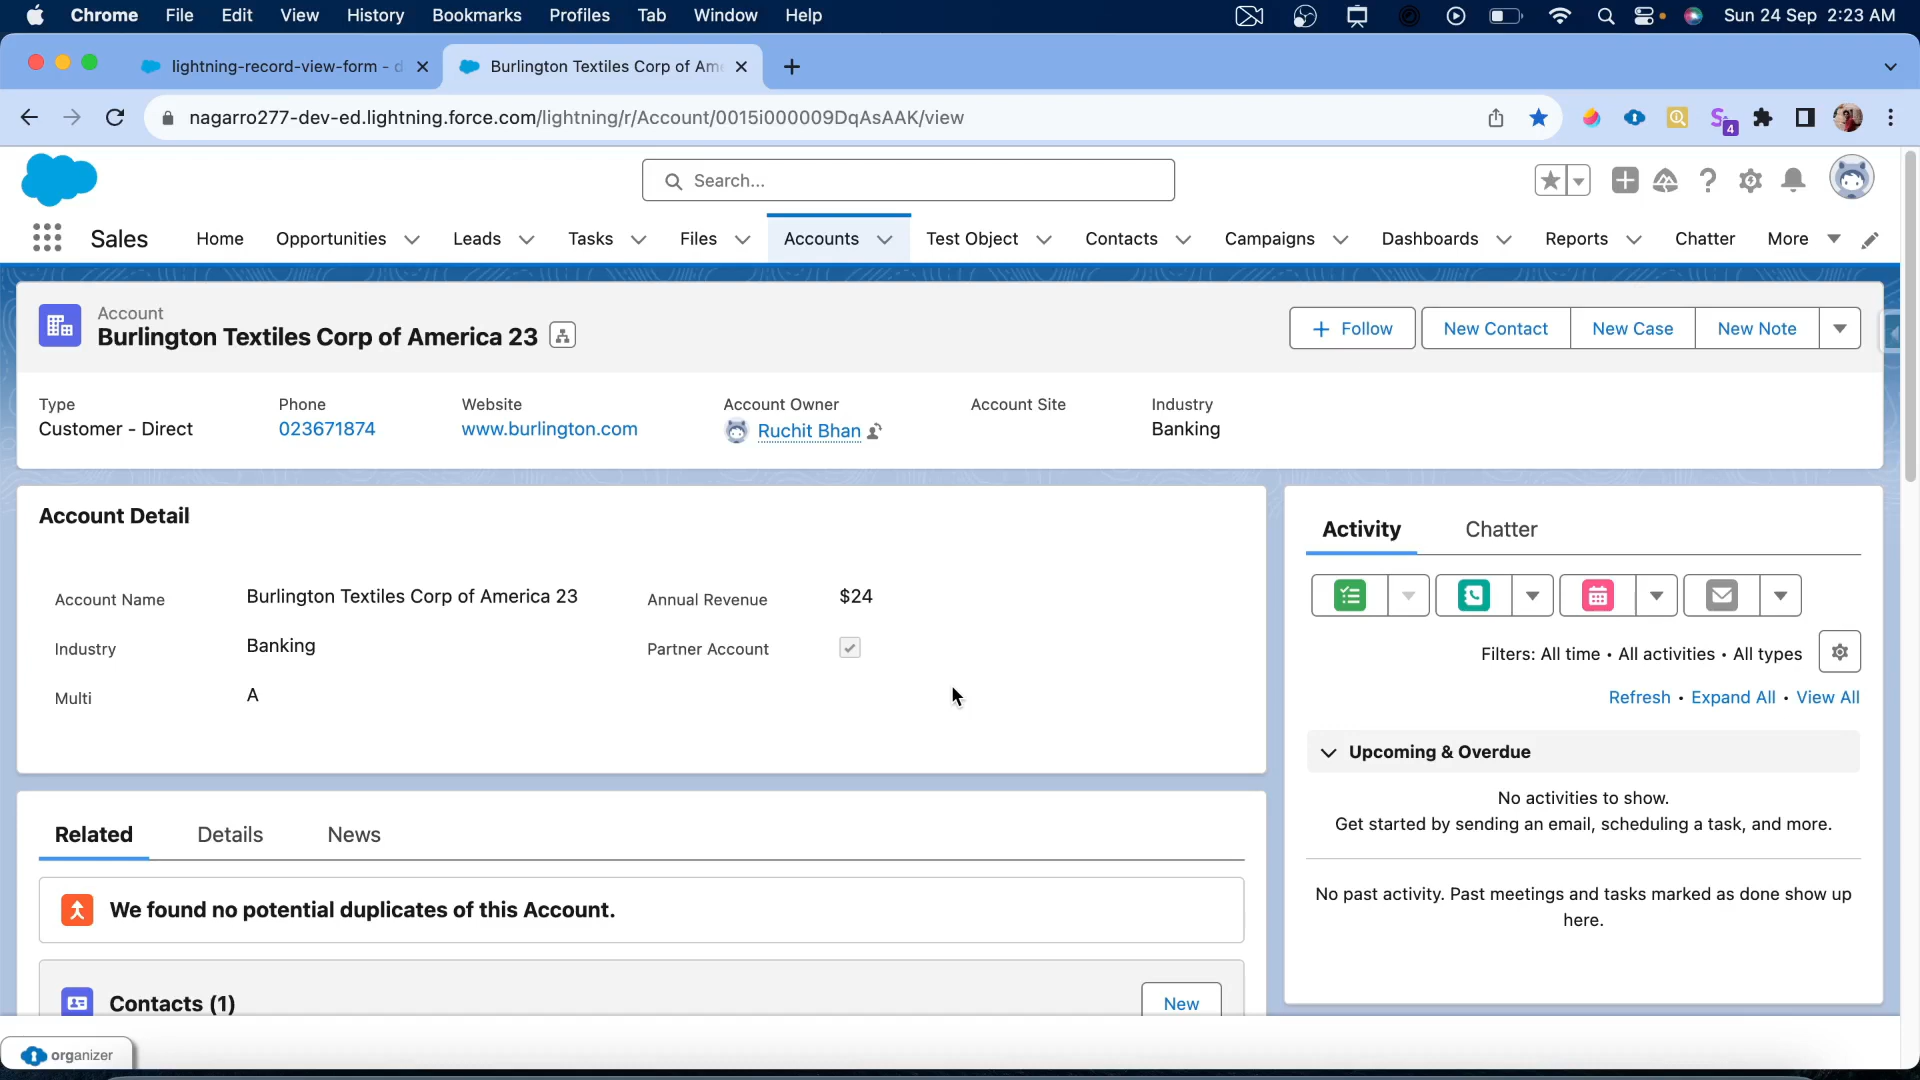 Chrome File Edit View History Bookmarks Profiles Tab Window Help Sun 24 Sep 2:23 AM
lightning-record-view-form - d Burlington Textiles Corp of Am
nagarro277-dev-ed.lightning.force.com/lightning/r/Account/0015i000009DqAsAAK/view 4
Search...
Sales Home Opportunities Leads Tasks Files Accounts Test Object Contacts Campaigns Dashboards Reports Chatter More
Account
Burlington Textiles Corp of America 23
Follow New Contact New Case New Note
Type Phone Website Account Owner Account Site Industry
Customer - Direct 023671874 www.burlington.com Ruchit Bhan Banking
Account Detail
Account Name Burlington Textiles Corp of America 23 Annual Revenue $24
Industry Banking Partner Account
Multi A
Related Details News
We found no potential duplicates of this Account.
Contacts (1) New
Activity Chatter
Filters: All time • All activities • All types
Refresh • Expand All • View All
Upcoming & Overdue
No activities to show.
Get started by sending an email, scheduling a task, and more.
No past activity. Past meetings and tasks marked as done show up
here.
organizer